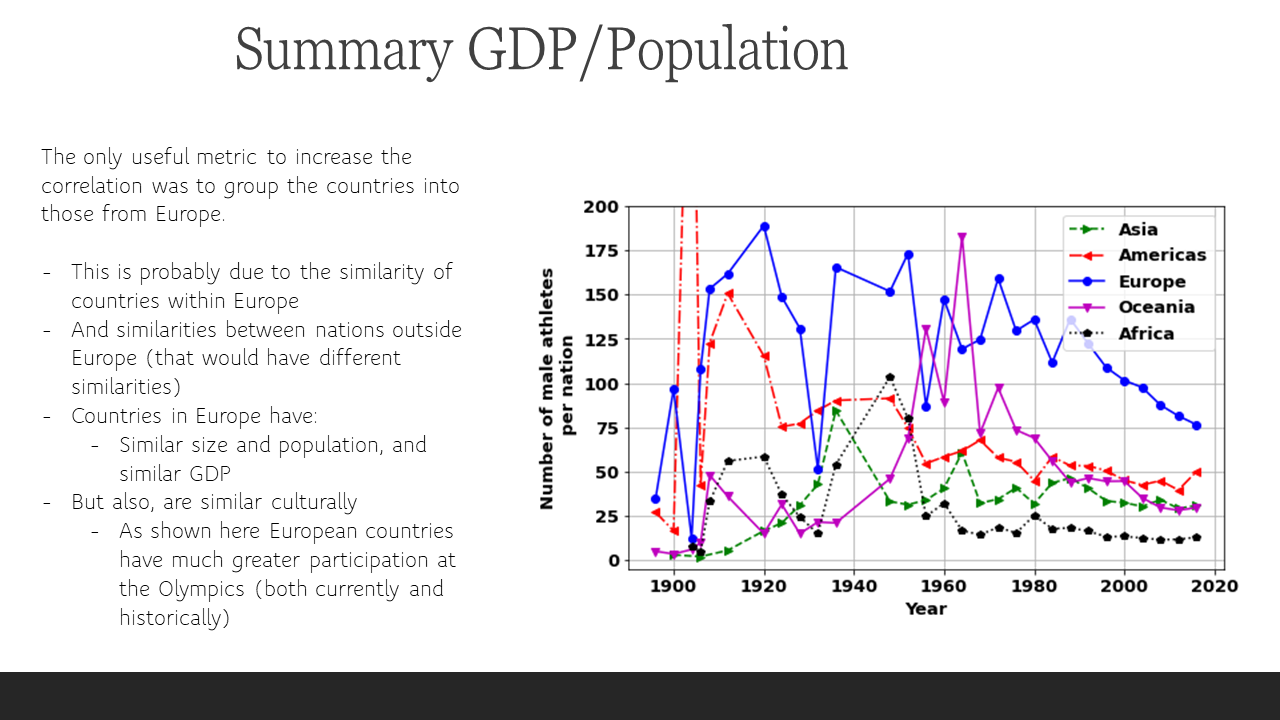 Summary GDP/Population
The only useful metric to increase the
correlation was to group the countries into
those from Europe.
- This is probably due to the similarity of
countries within Europe
- And similarities between nations outside
Europe (that would have different
similarities)
- Countries in Europe have:
- Similar size and population, and
similar GDP
- But also, are similar culturally
- As shown here European countries
have much greater participation at
the Olympics (both currently and
historically)
Number of male athletes
per nation
200
175
150
125
100
75
50
25
0
Asia
Americas
Europe
Oceania
Africa
1900 1920 1940 1960 1980 2000 2020
Year